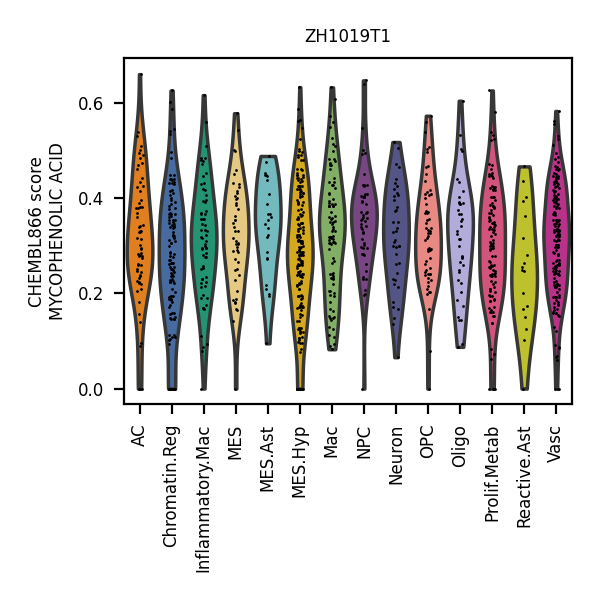 ZH1019T1
CHEMBL866 score
MYCOPHENOLIC ACID
0.6
0.4
0.2
0.0
AC
Chromatin.Reg
Inflammatory.Mac
MES
MES.Ast
MES.Hyp
Mac
NPC
Neuron
OPC
Oligo
Prolif.Metab
Reactive.Ast
Vasc